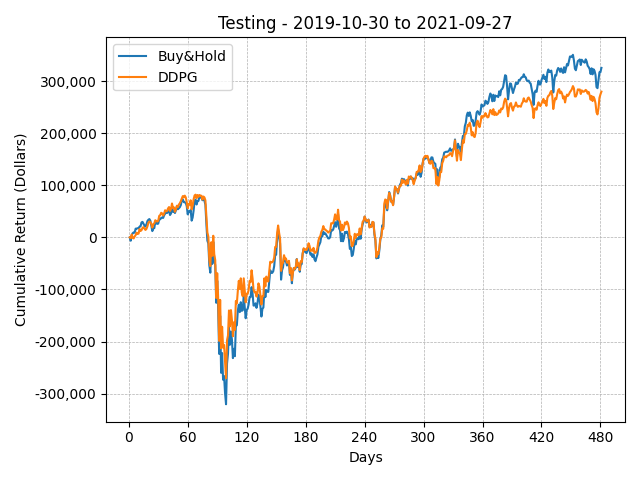 Testing - 2019-10-30 to 2021-09-27
Buy&Hold
DDPG
Cumulative Return (Dollars)
300,000
200,000
100,000
0
-100,000
-200,000
-300,000
0 60 120 180 240 300 360 420 480
Days